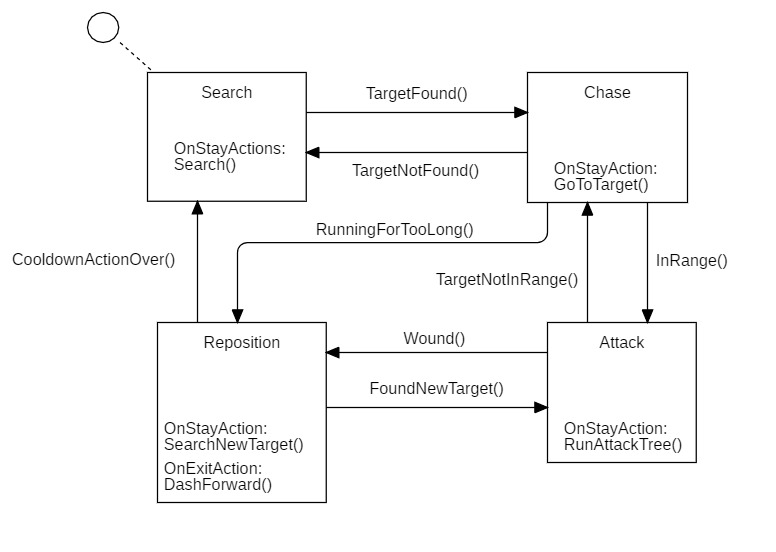 Search
TargetFound()
Chase
OnStayActions:
Search()
TargetNotFound()
OnStayAction:
GoToTarget()
RunningForTooLong()
CooldownActionOver()
TargetNotInRange()
InRange()
Reposition
Wound()
Attack
FoundNewTarget()
OnStayAction:
SearchNewTarget()
OnExitAction:
DashForward()
OnStayAction:
RunAttackTree()